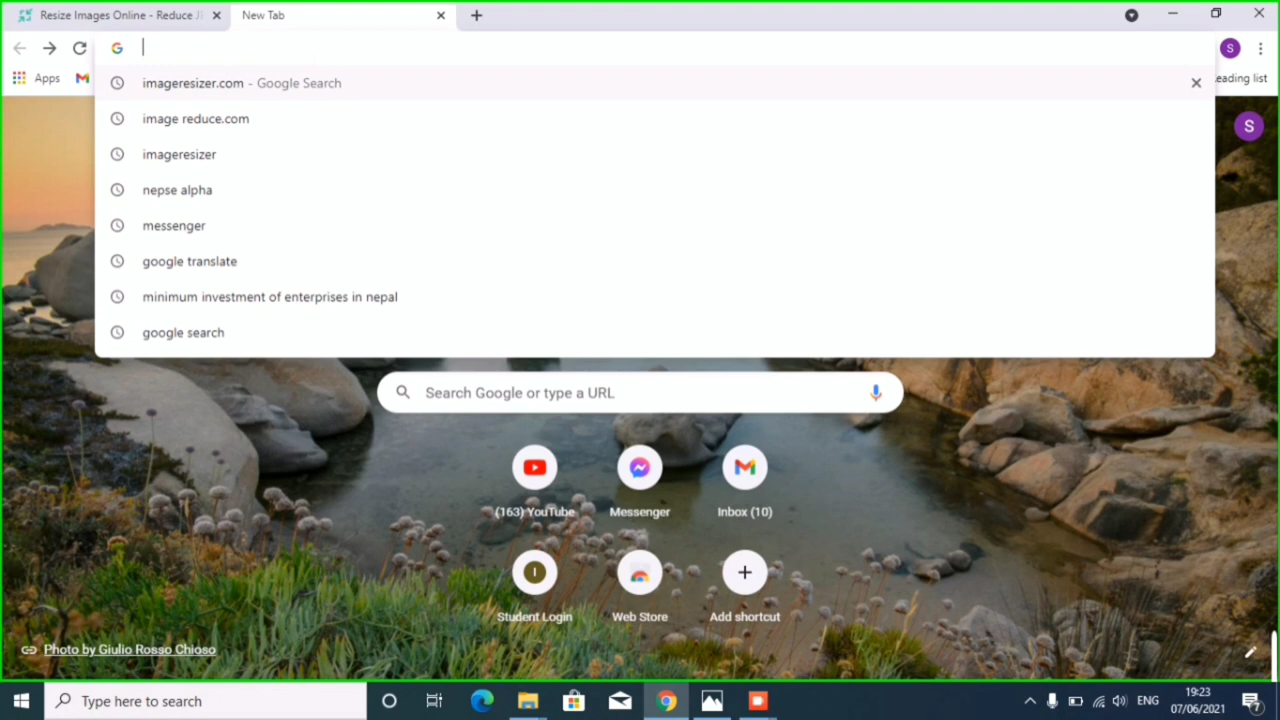 Resize Images Online - Reduce J
New Tab
Apps
eading list
S
imageresizer.com - Google Search
image reduce.com
S
imageresizer
nepse alpha
messenger
google translate
minimum investment of enterprises in nepal
google search
Search Google or type a URL
(163) YouTube
Messenger
Inbox (10)
I
Student Login
Web Store
Add shortcut
Photo by Giulio Rosso Chioso
Type here to search
ENG
19:23
07/06/2021
7